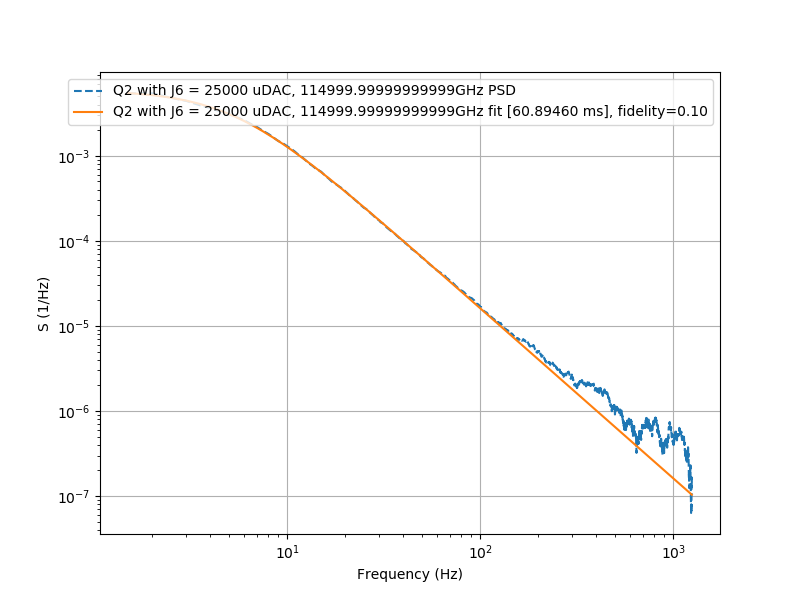 Q2 with J6 = 25000 uDAC, 114999.99999999999GHz PSD
Q2 with J6 = 25000 uDAC, 114999.99999999999GHz fit [60.89460 ms], fidelity=0.10
S (1/Hz)
10⁻³
10⁻⁴
10⁻⁵
10⁻⁶
10⁻⁷
10¹ 10² 10³
Frequency (Hz)